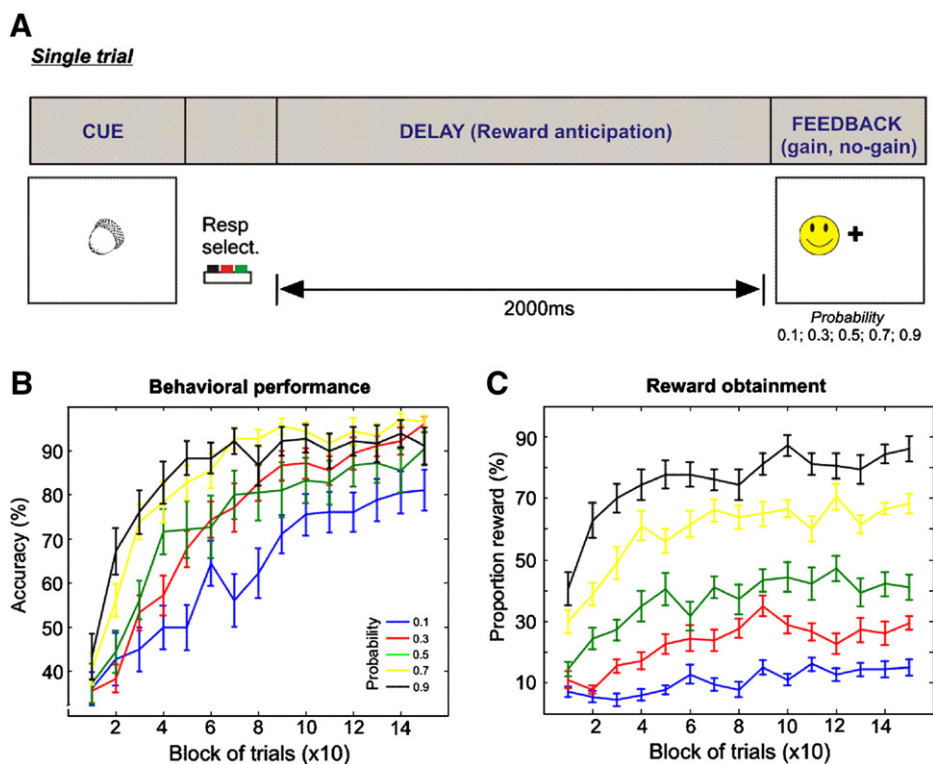 A
Single trial
CUE
DELAY (Reward anticipation)
FEEDBACK
(gain, no-gain)
Resp
select.
+
2000ms
Probability
0.1; 0.3; 0.5; 0.7; 0.9
B
Behavioral performance
Accuracy (%)
90
80
70
60
50
40
2 4 6 8 10 12 14
Block of trials (x10)
Probability
0.1
0.3
0.5
0.7
0.9
C
Reward obtainment
Proportion reward (%)
90
70
50
30
10
2 4 6 8 10 12 14
Block of trials (x10)